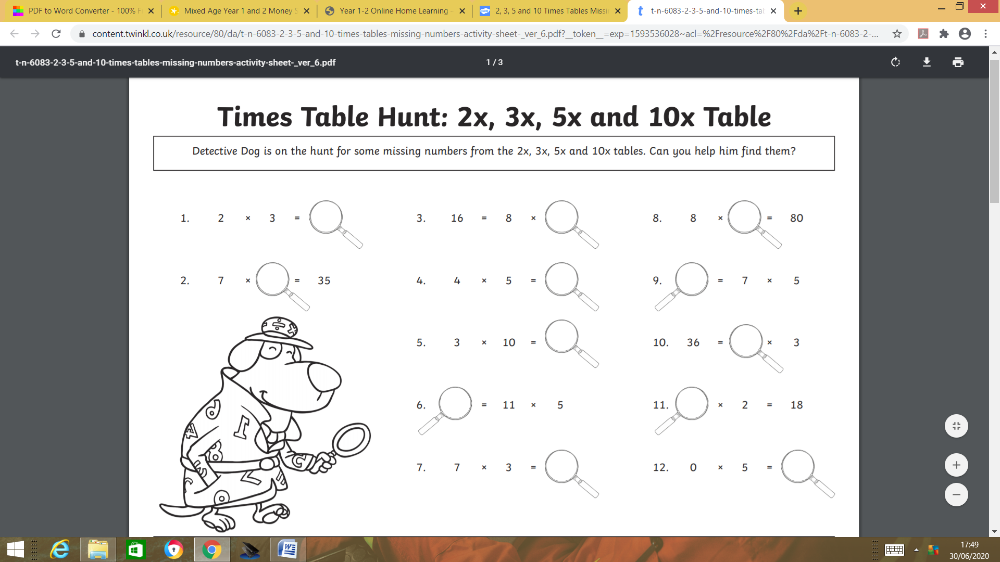 PDF to Word Converter - 100% F
Mixed Age Year 1 and 2 Money S
Year 1-2 Online Home Learning -
2, 3, 5 and 10 Times Tables Missi
t-n-6083-2-3-5-and-10-times-tab
content.twinkl.co.uk/resource/80/da/t-n-6083-2-3-5-and-10-times-tables-missing-numbers-activity-sheet-_ver_6.pdf?__token__=exp=1593536028~acl=%2Fresource%2F80%2Fda%2Ft-n-6083-2-...
t-n-6083-2-3-5-and-10-times-tables-missing-numbers-activity-sheet-_ver_6.pdf
1 / 3
Times Table Hunt: 2x, 3x, 5x and 10x Table
Detective Dog is on the hunt for some missing numbers from the 2x, 3x, 5x and 10x tables. Can you help him find them?
1. 2 × 3 =
2. 7 × = 35
3. 16 = 8 ×
4. 4 × 5 =
5. 3 × 10 =
6. = 11 × 5
7. 7 × 3 =
8. 8 × = 80
9. = 7 × 5
10. 36 = × 3
11. × 2 = 18
12. 0 × 5 =
17:49
30/06/2020